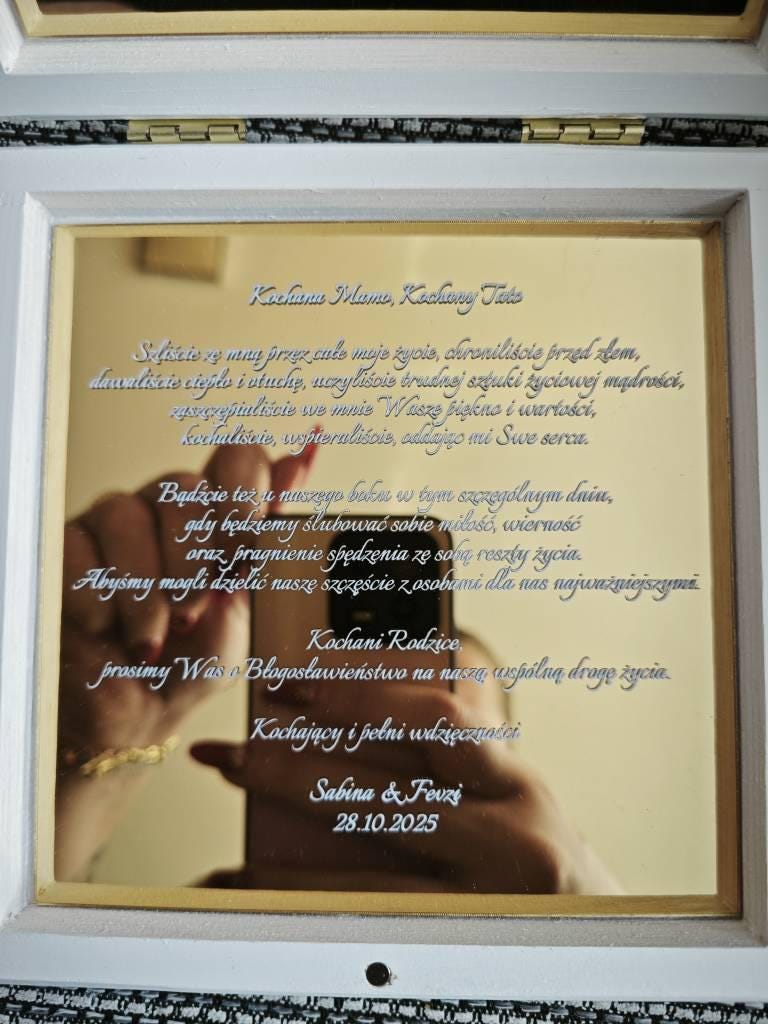 Kochana Mamo, Kochany Tato
Szliście ze mną przez całe moje życie, chroniliście przed złem,
dawaliście ciepło i otuchę, uczyliście trudnej sztuki życiowej mądrości,
zaszczepialiście we mnie Wasze piękno i wartości,
kochaliście, wspieraliście, oddając mi Swe serca.
Bądźcie też u naszego boku w tym szczególnym dniu,
gdy będziemy ślubować sobie miłość, wierność
oraz pragnienie spędzenia ze sobą reszty życia.
Abyśmy mogli dzielić nasze szczęście z osobami dla nas najważniejszymi.
Kochani Rodzice,
prosimy Was o Błogosławieństwo na naszą wspólną drogę życia.
Kochający i pełni wdzięczności
Sabina & Fevzi
28.10.2025